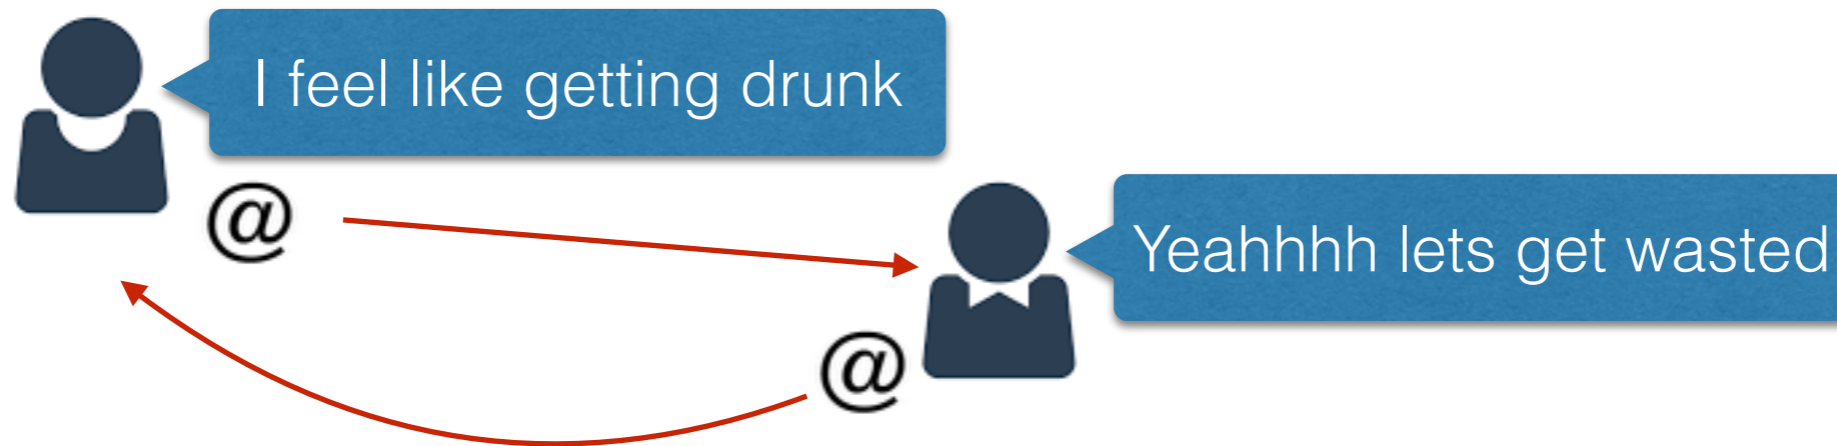 I feel like getting drunk
@
Yeahhhh lets get wasted
@